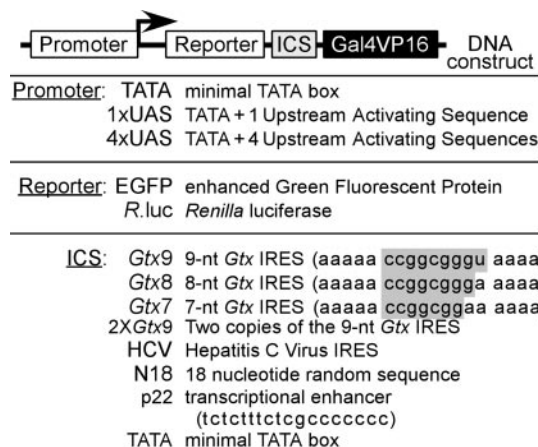 Promoter Reporter ICS Gal4VP16 DNA construct
Promoter: TATA minimal TATA box
1xUAS TATA + 1 Upstream Activating Sequence
4xUAS TATA + 4 Upstream Activating Sequences
Reporter: EGFP enhanced Green Fluorescent Protein
R.luc Renilla luciferase
ICS: Gtx9 9-nt Gtx IRES (aaaaa ccggcgggu aaaa
Gtx8 8-nt Gtx IRES (aaaaa ccggcggga aaaa
Gtx7 7-nt Gtx IRES (aaaaa ccggcggaa aaaa
2XGtx9 Two copies of the 9-nt Gtx IRES
HCV Hepatitis C Virus IRES
N18 18 nucleotide random sequence
p22 transcriptional enhancer
(tctctttctcgccccccc)
TATA minimal TATA box